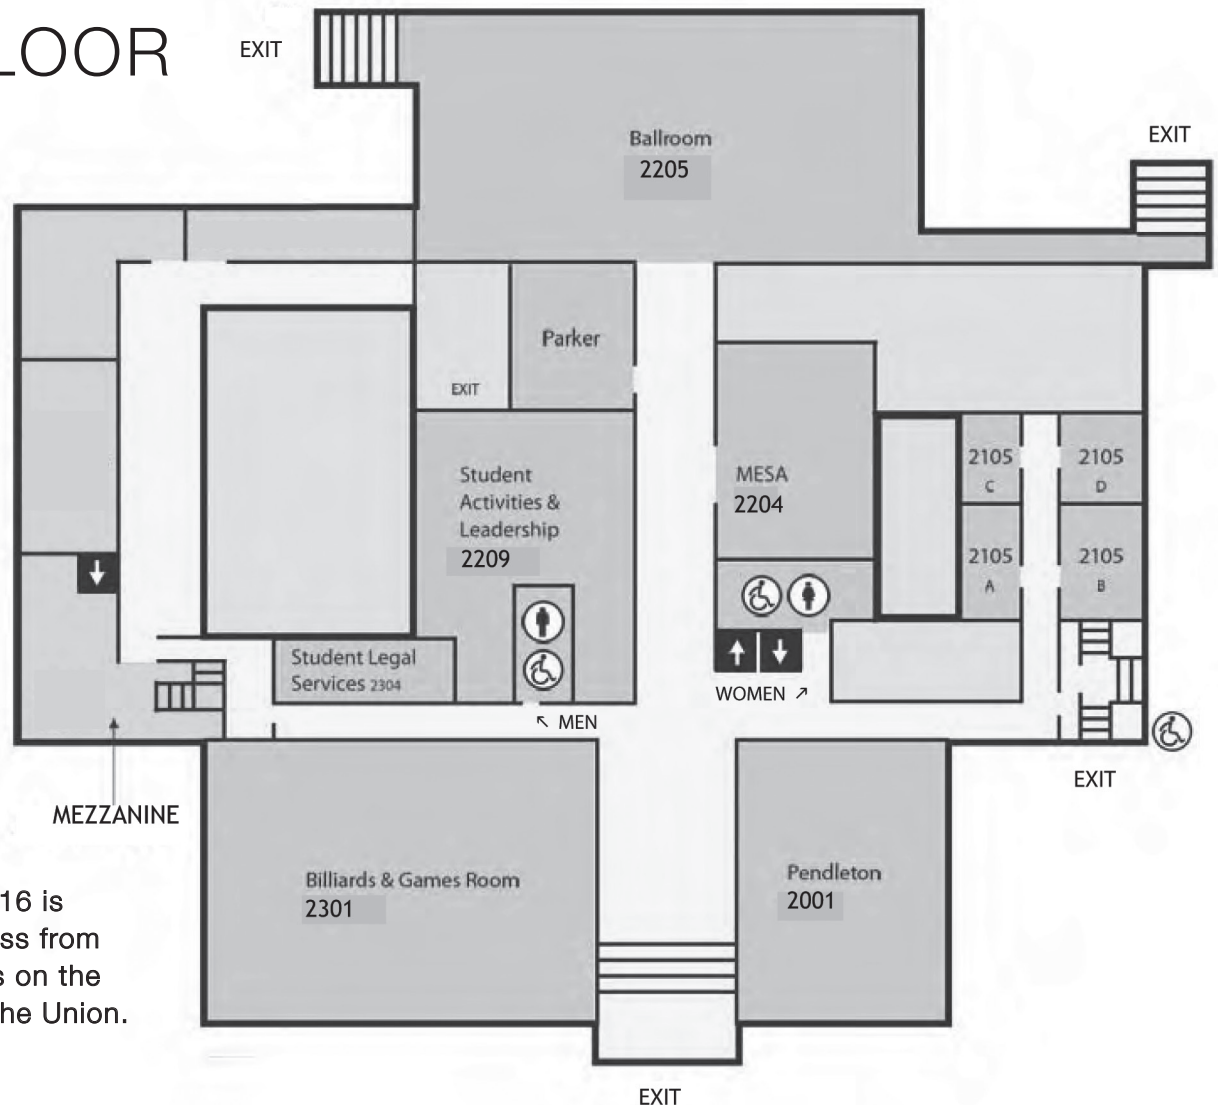 LOOR
EXIT
EXIT
Ballroom
2205
Parker
EXIT
Student
Activities &
Leadership
2209
MESA
2204
2105
C
2105
D
2105
A
2105
B
Student Legal
Services 2304
↖ MEN
WOMEN ↗
MEZZANINE
EXIT
Billiards & Games Room
2301
Pendleton
2001
16 is
ss from
s on the
he Union.
EXIT